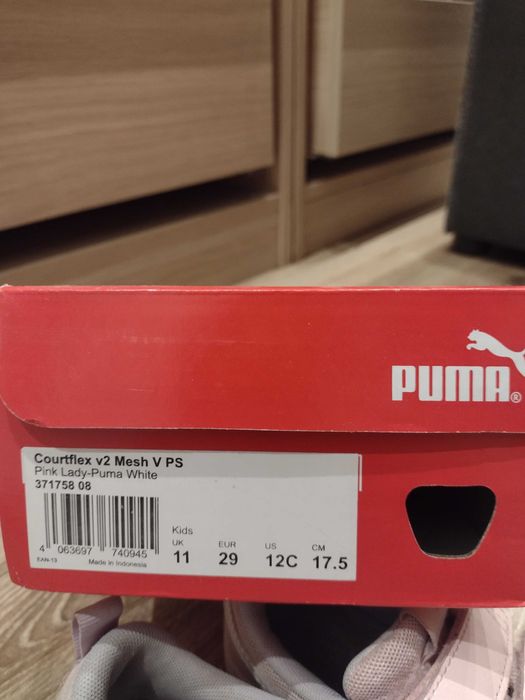 PUMA®
Courtflex v2 Mesh V PS
Pink Lady-Puma White
371758 08
4 063697 740945
EAN-13 Made in Indonesia
Kids
UK EUR US CM
11 29 12C 17.5